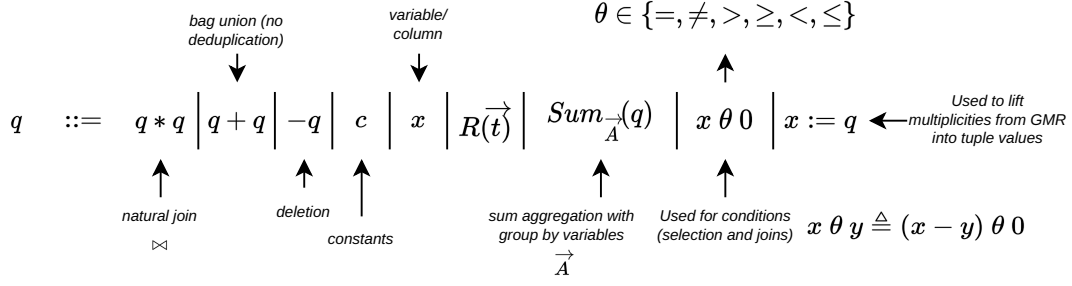 bag union (no
deduplication)
variable/
column
θ ∈ {=, ≠, >, ≥, <, ≤}
q ::= q ∗ q | q + q | −q | c | x | R(t⃗) | Sum_A⃗(q) | x θ 0 | x := q
Used to lift
multiplicities from GMR
into tuple values
natural join
⋈
deletion
constants
sum aggregation with
group by variables
A⃗
Used for conditions
(selection and joins)
x θ y ≜ (x − y) θ 0